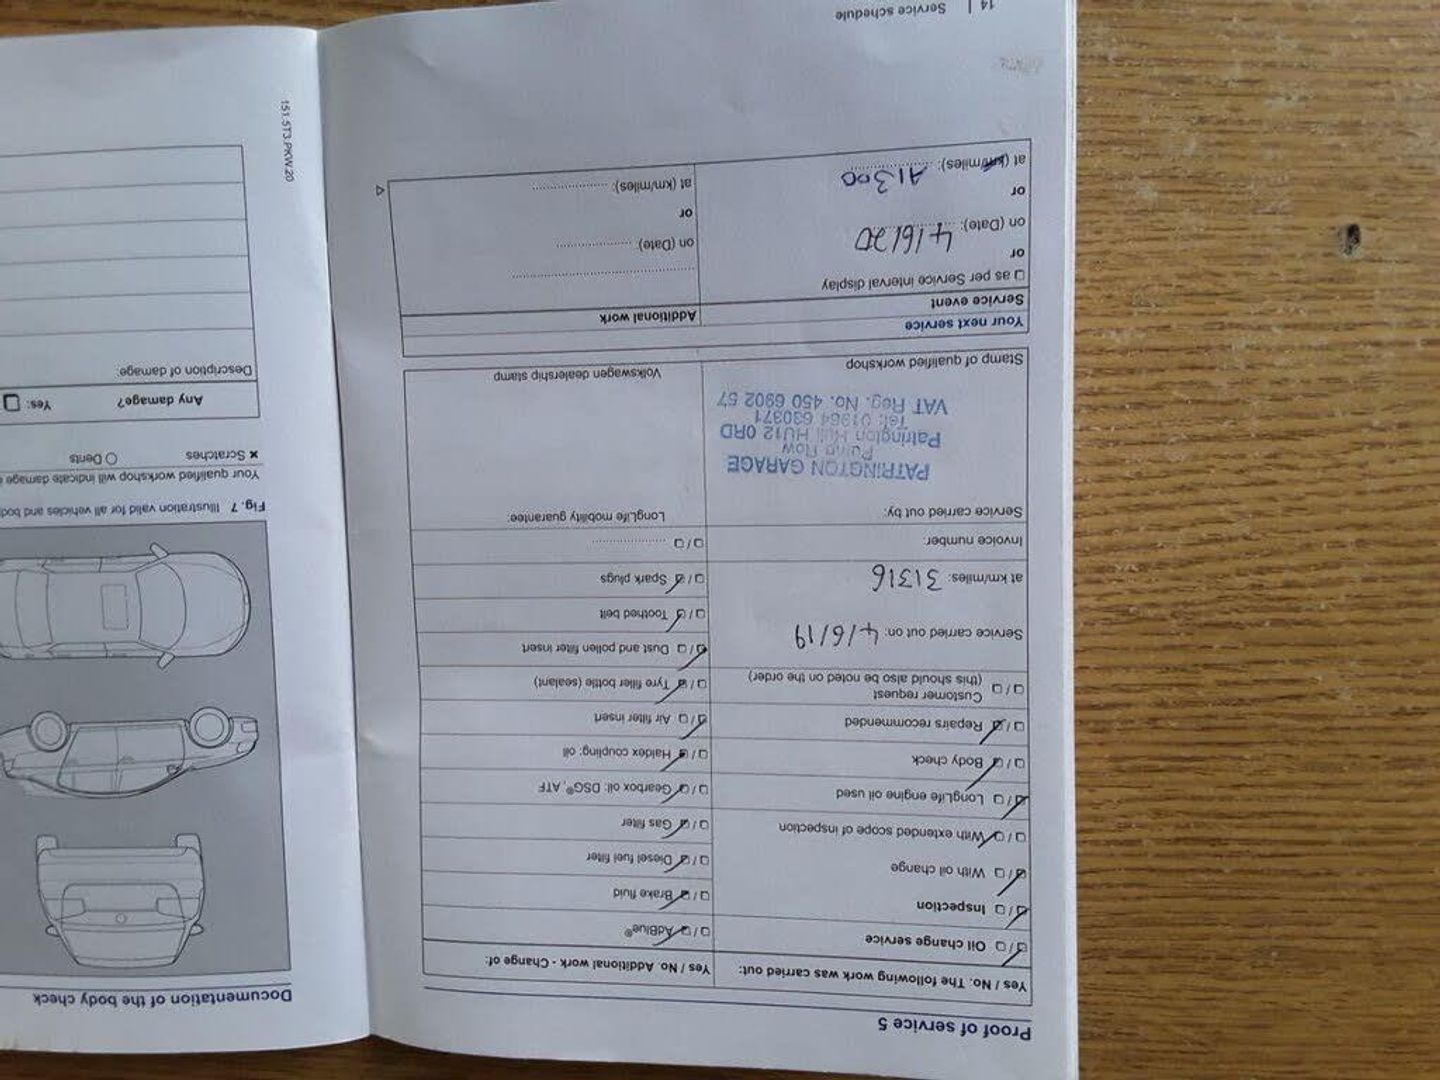 Proof of service 5
Yes / No. The following work was carried out:
Oil change service
Inspection
With oil change
With extended scope of inspection
LongLife engine oil used
Body check
Repairs recommended
Customer request
(this should also be noted on the order)
Service carried out on: 4/6/19
at km/miles: 31316
Invoice number:
Service carried out by:
PATRINGTON GARAGE
Row
Patrington Hull HU12 0RD
Tel: 01964 630371
VAT Reg. No. 450 6902 57
Stamp of qualified workshop
Yes / No. Additional work - Change of:
AdBlue®
Brake fluid
Diesel fuel filter
Gas filter
Gearbox oil: DSG®, ATF
Haldex coupling: oil
Air filter insert
Tyre filler bottle (sealant)
Dust and pollen filter insert
Toothed belt
Spark plugs
LongLife mobility guarantee:
Volkswagen dealership stamp
Your next service
Service event
as per Service interval display
or
on (Date): 4/6/20
or
at (km/miles): 41300
Additional work
on (Date):
or
at (km/miles):
14 | Service schedule
Documentation of the body check
Fig. 7 Illustration valid for all vehicles and
Your qualified workshop will indicate damage
× Scratches O Dents
Any damage? Yes:
Description of damage:
151.5T3.PKW.20